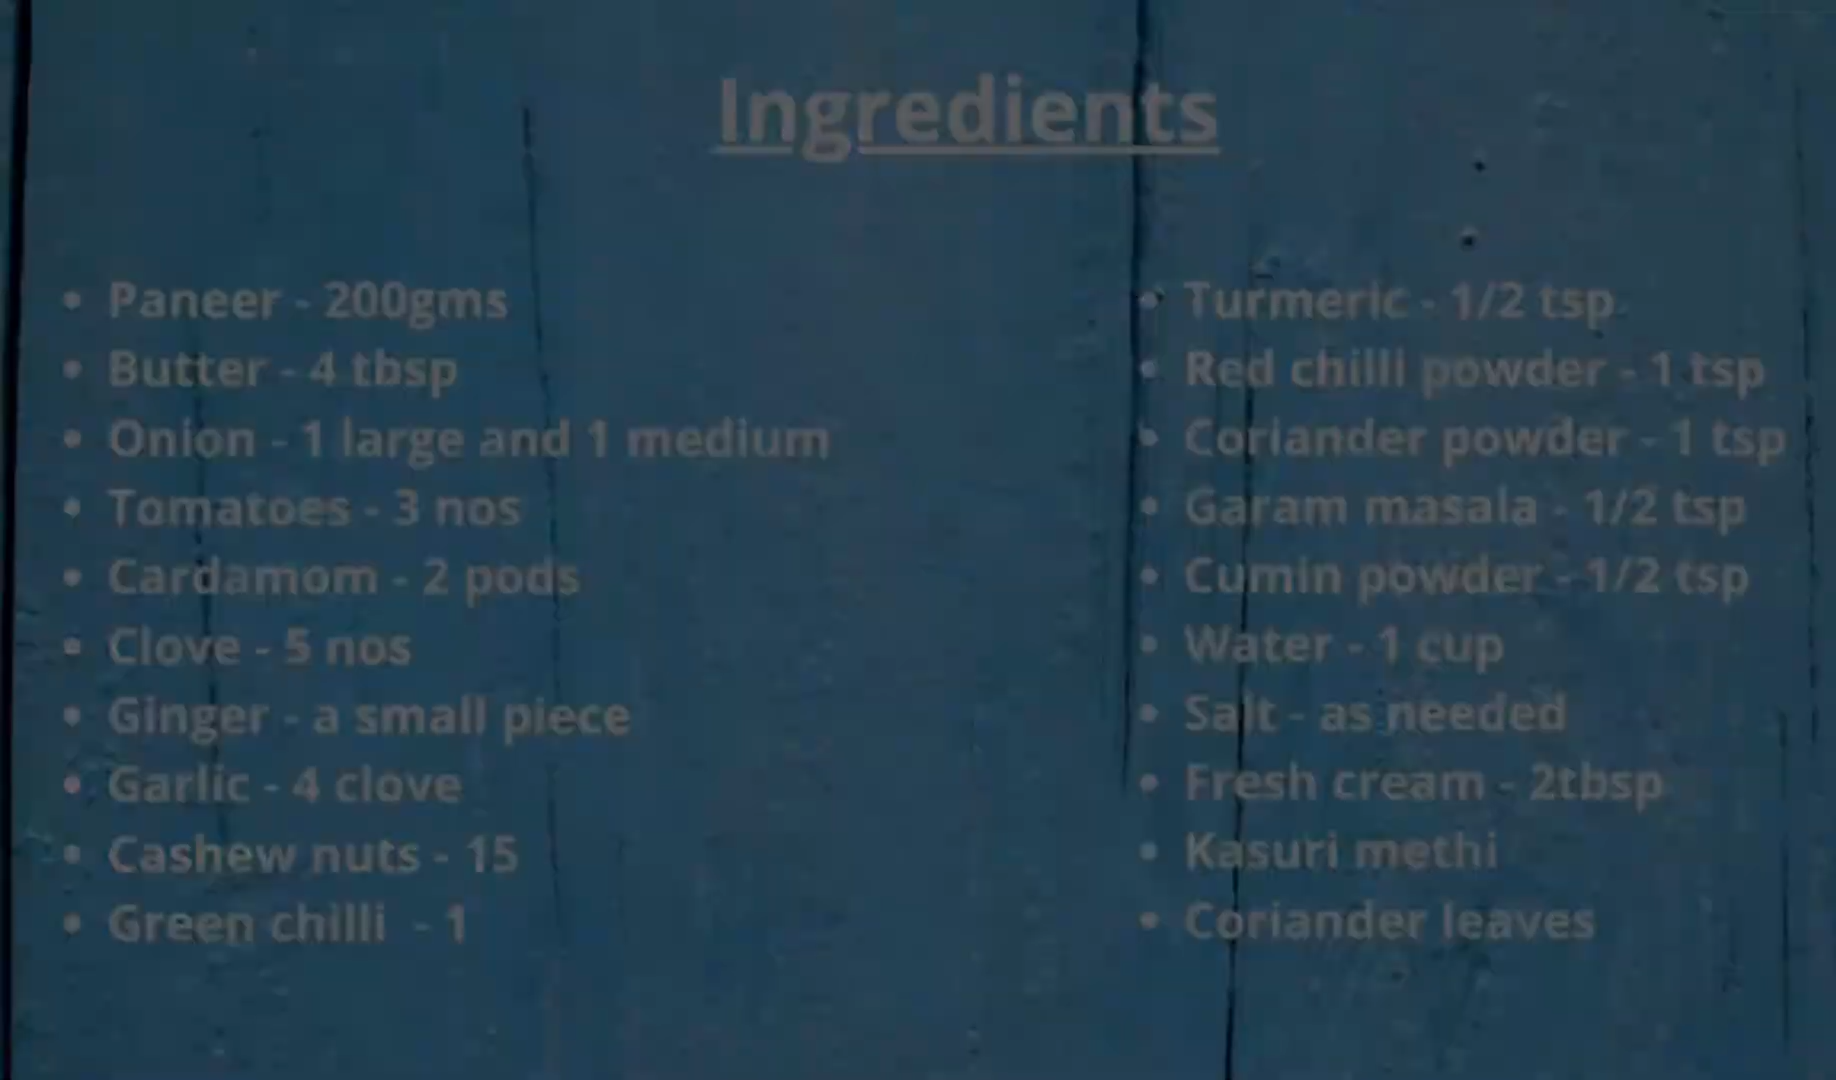 Ingredients
• Paneer - 200gms
• Butter - 4 tbsp
• Onion - 1 large and 1 medium
• Tomatoes - 3 nos
• Cardamom - 2 pods
• Clove - 5 nos
• Ginger - a small piece
• Garlic - 4 clove
• Cashew nuts - 15
• Green chilli  - 1
• Turmeric - 1/2 tsp
• Red chilli powder - 1 tsp
• Coriander powder - 1 tsp
• Garam masala - 1/2 tsp
• Cumin powder - 1/2 tsp
• Water - 1 cup
• Salt - as needed
• Fresh cream - 2tbsp
• Kasuri methi
• Coriander leaves